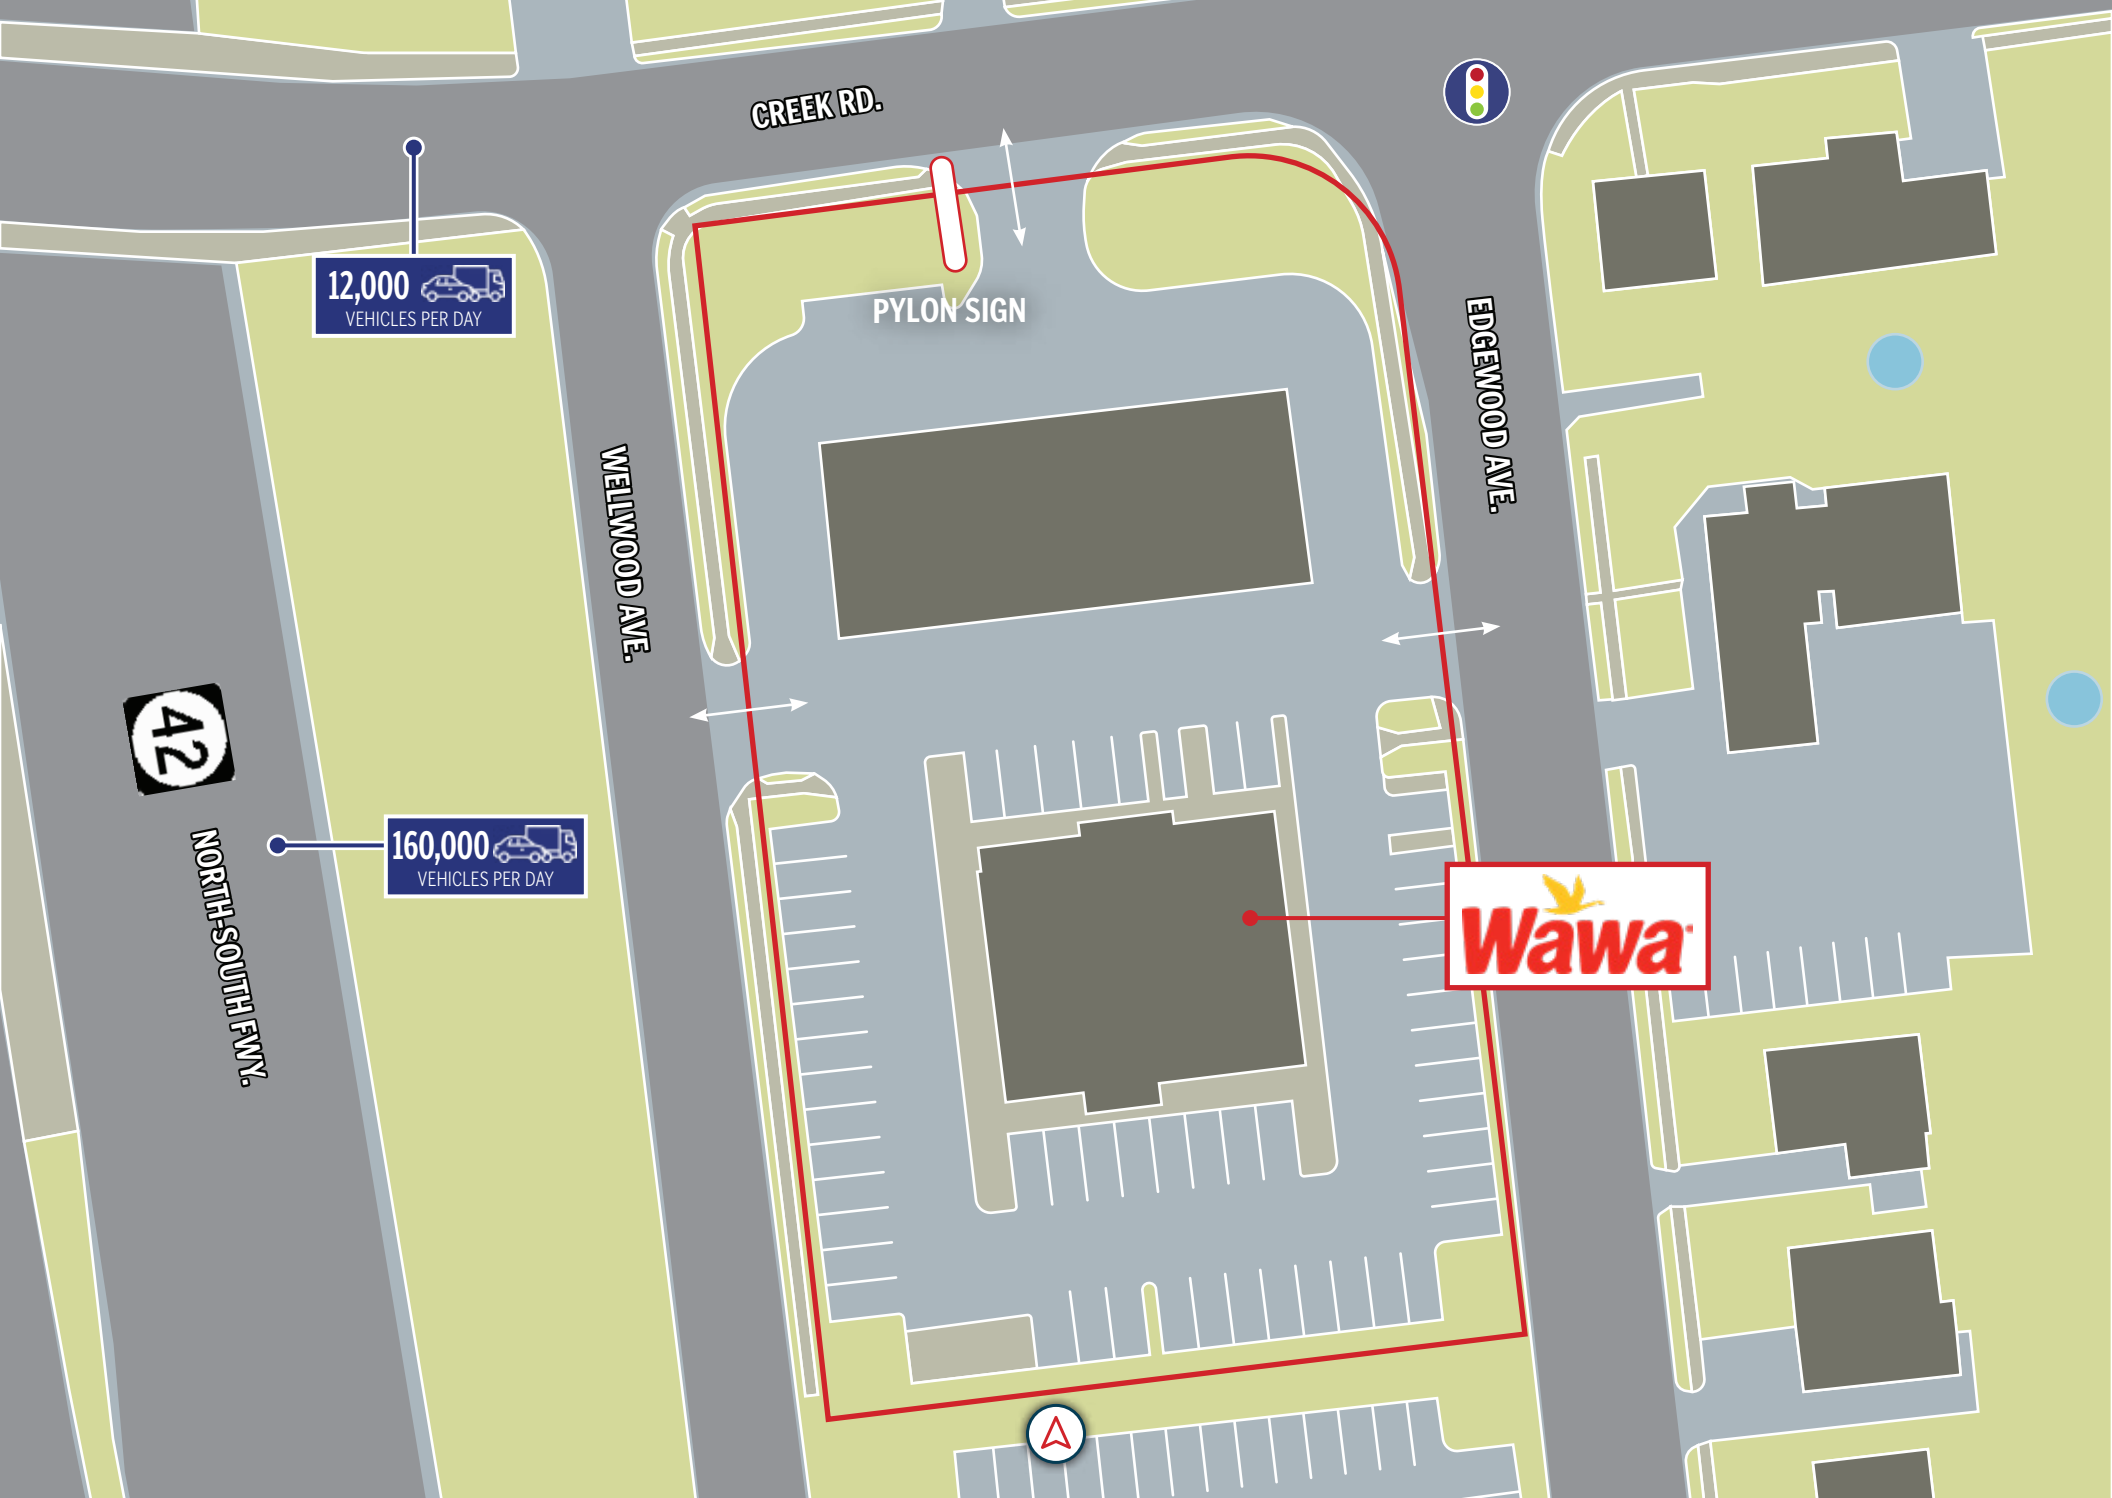 CREEK RD.
12,000
VEHICLES PER DAY
PYLON SIGN
EDGEWOOD AVE.
WELLWOOD AVE.
42
160,000
VEHICLES PER DAY
NORTH-SOUTH FWY.
Wawa